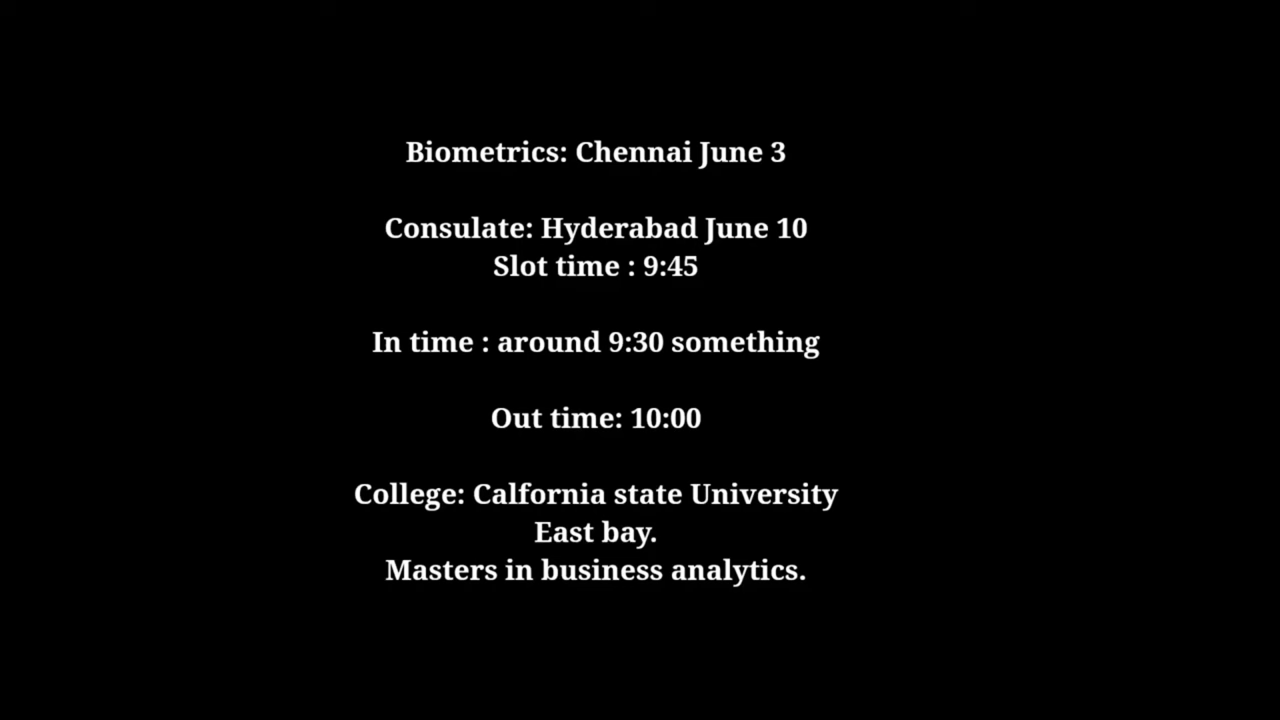 Biometrics: Chennai June 3
Consulate: Hyderabad June 10
Slot time : 9:45
In time : around 9:30 something
Out time: 10:00
College: Calfornia state University
East bay.
Masters in business analytics.